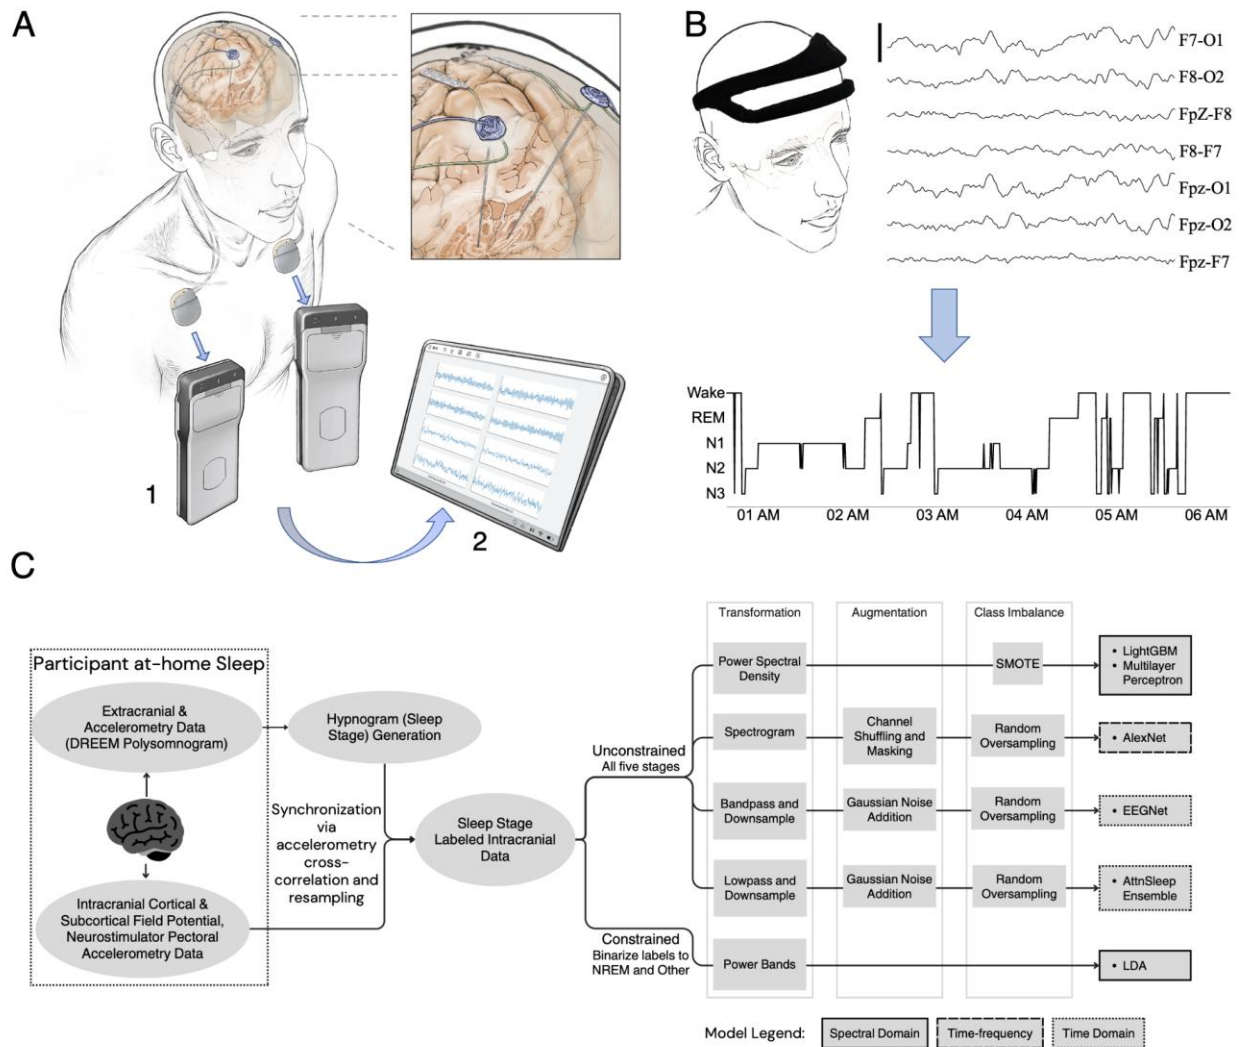 A
B
F7-O1
F8-O2
FpZ-F8
F8-F7
Fpz-O1
Fpz-O2
Fpz-F7
1
2
Wake
REM
N1
N2
N3
01 AM
02 AM
03 AM
04 AM
05 AM
06 AM
C
Participant at-home Sleep
Extracranial &
Accelerometry Data
(DREEM Polysomnogram)
Intracranial Cortical &
Subcortical Field Potential,
Neurostimulator Pectoral
Accelerometry Data
Hypnogram (Sleep
Stage) Generation
Synchronization
via
accelerometry
cross-
correlation and
resampling
Sleep Stage
Labeled Intracranial
Data
Unconstrained
All five stages
Constrained
Binarize labels to
NREM and Other
Transformation
Augmentation
Class Imbalance
Power Spectral
Density
SMOTE
• LightGBM
• Multilayer
Perceptron
Spectrogram
Channel
Shuffling and
Masking
Random
Oversampling
• AlexNet
Bandpass and
Downsample
Gaussian Noise
Addition
Random
Oversampling
• EEGNet
Lowpass and
Downsample
Gaussian Noise
Addition
Random
Oversampling
• AttnSleep
Ensemble
Power Bands
• LDA
Model Legend:
Spectral Domain
Time-frequency
Time Domain